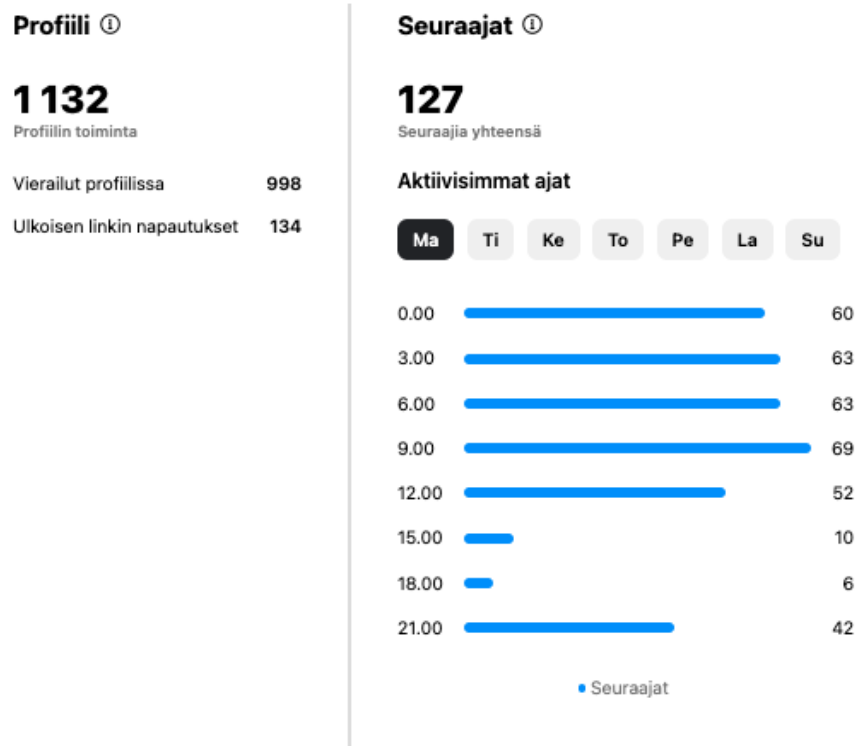 Profiili
1 132
Profiilin toiminta
Vierailut profiilissa 998
Ulkoisen linkin napautukset 134
Seuraajat
127
Seuraajia yhteensä
Aktiivisimmat ajat
Ma Ti Ke To Pe La Su
0.00 60
3.00 63
6.00 63
9.00 69
12.00 52
15.00 10
18.00 6
21.00 42
Seuraajat